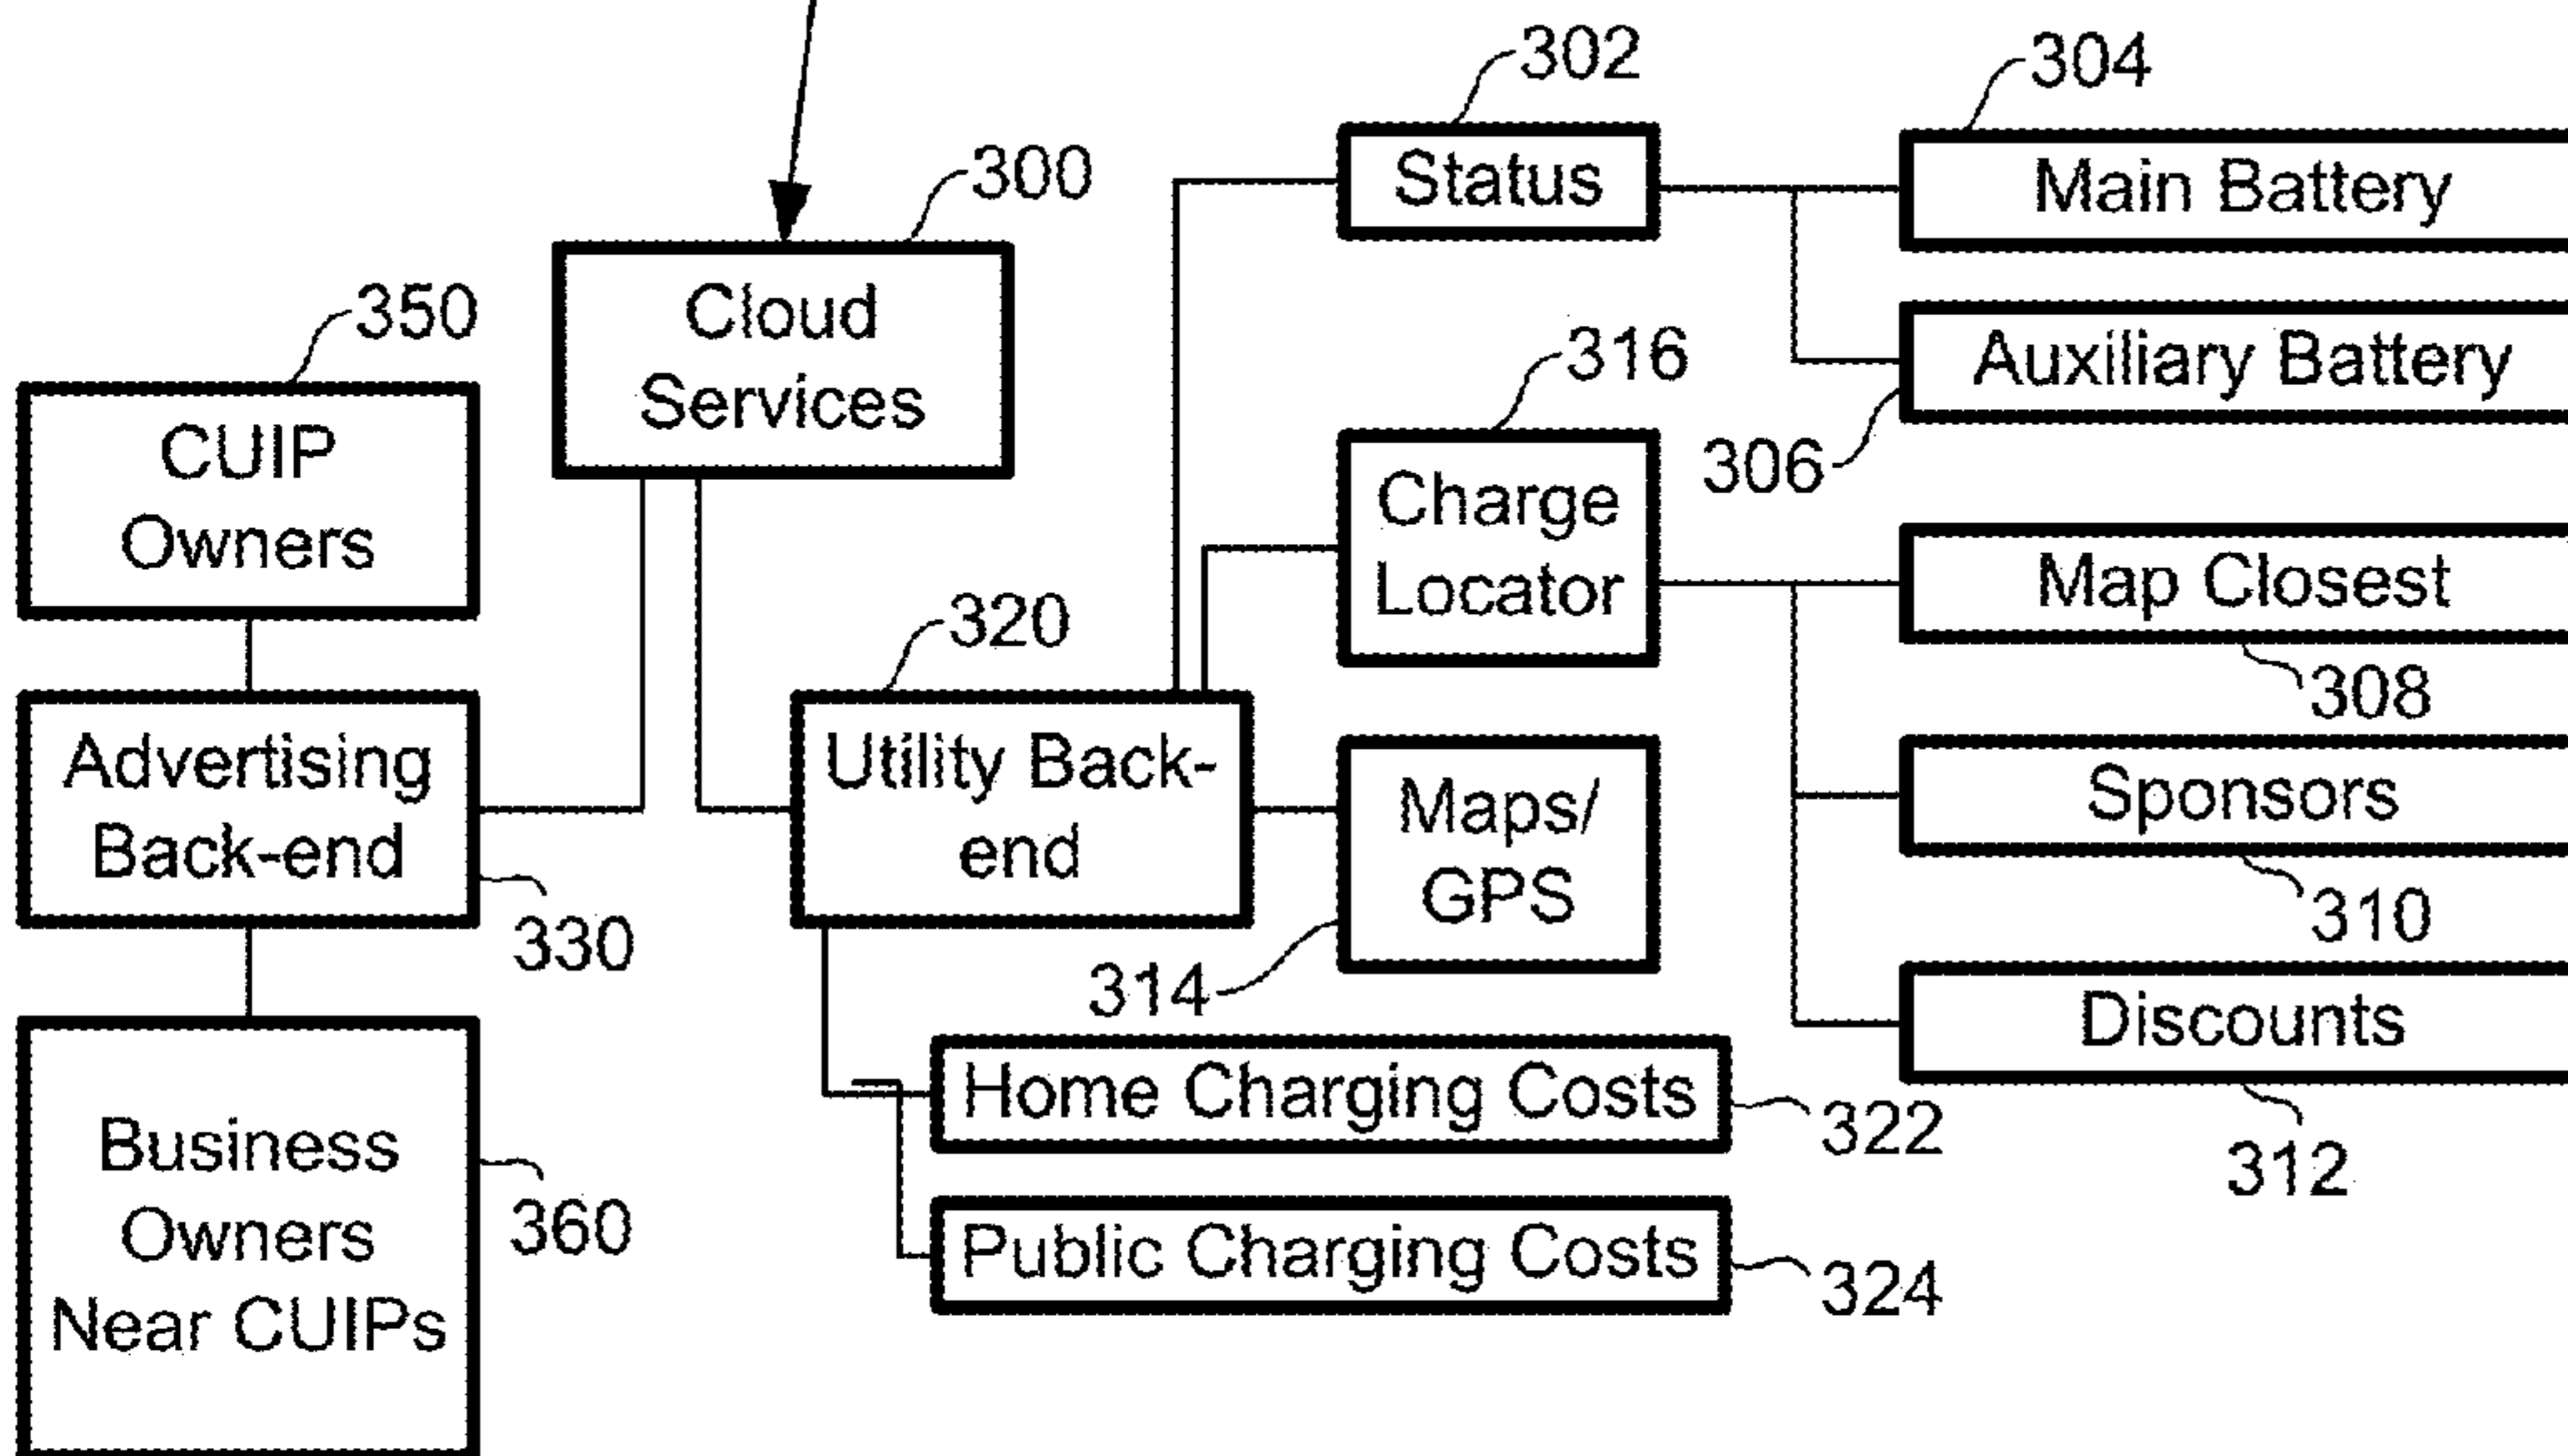 302
304
Status
Main Battery
300
Cloud
Services
350
CUIP
Owners
316
Charge
Locator
Auxiliary Battery
306
Map Closest
308
320
Utility Back-
end
Advertising
Back-end
330
Maps/
GPS
314
Sponsors
310
Discounts
312
Home Charging Costs
322
Public Charging Costs
324
Business
Owners
Near CUIPs
360